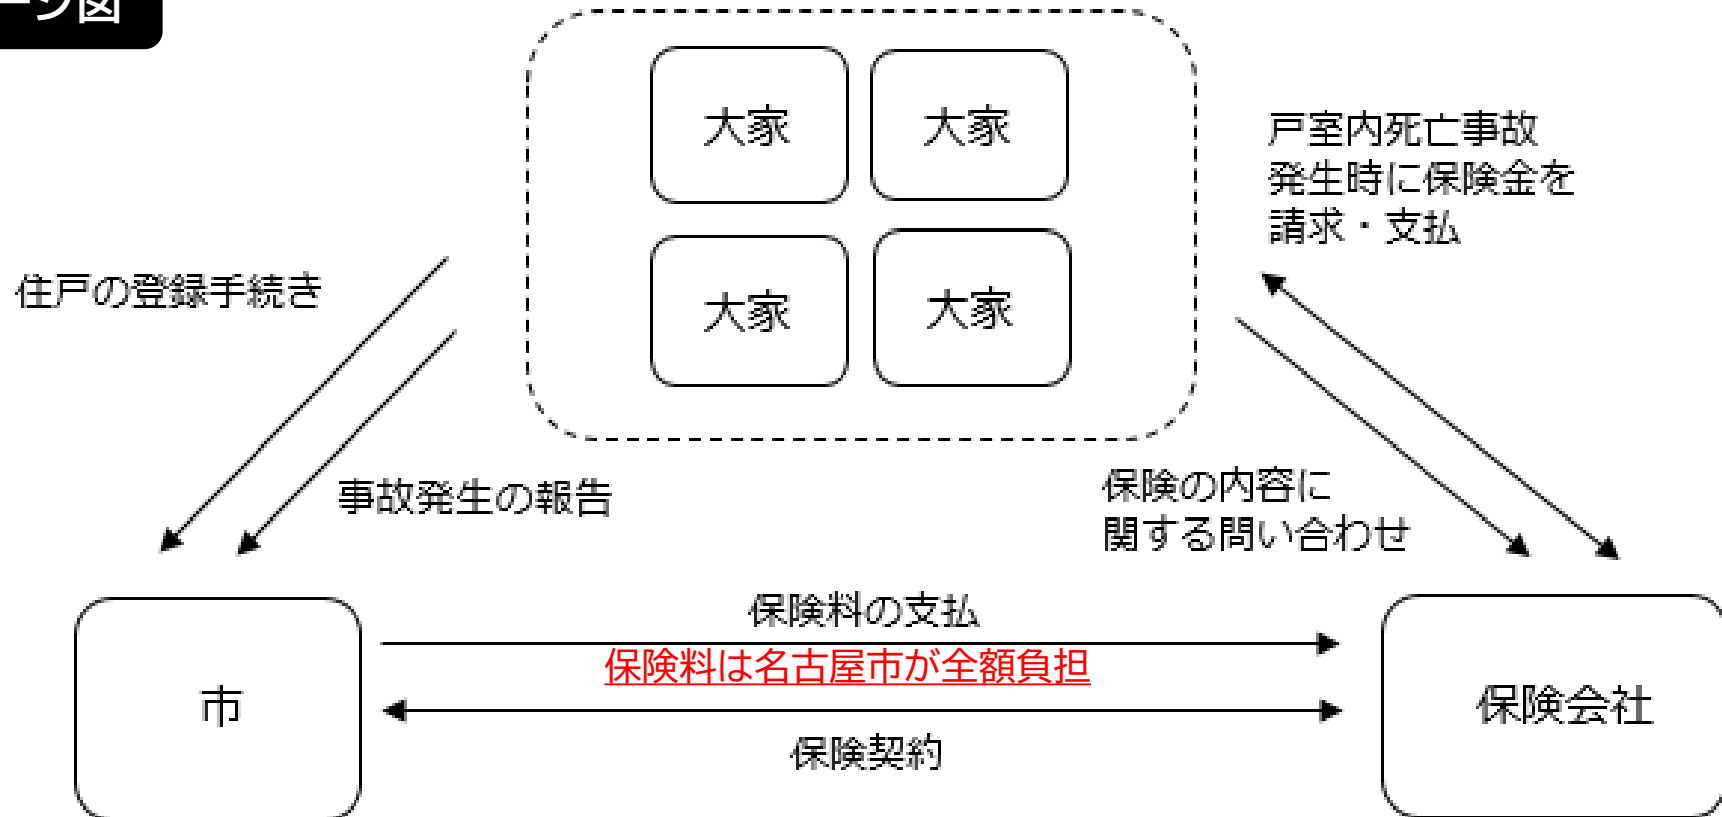 ージ図
大家
大家
大家
大家
戸室内死亡事故
発生時に保険金を
請求・支払
住戸の登録手続き
事故発生の報告
保険の内容に
関する問い合わせ
保険料の支払
保険料は名古屋市が全額負担
保険契約
市
保険会社